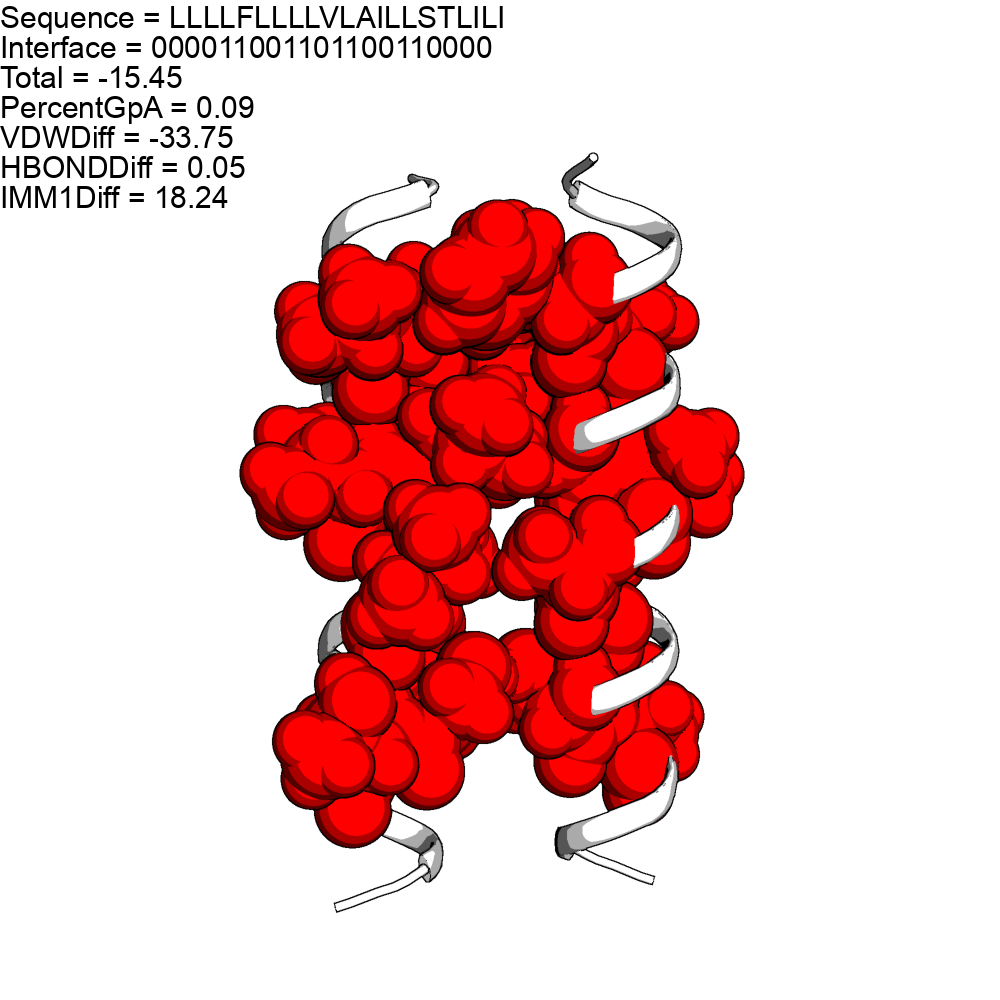 Sequence = LLLLFLLLLVLAILLSTLILI
Interface = 000011001101100110000
Total = -15.45
PercentGpA = 0.09
VDWDiff = -33.75
HBONDDiff = 0.05
IMM1Diff = 18.24